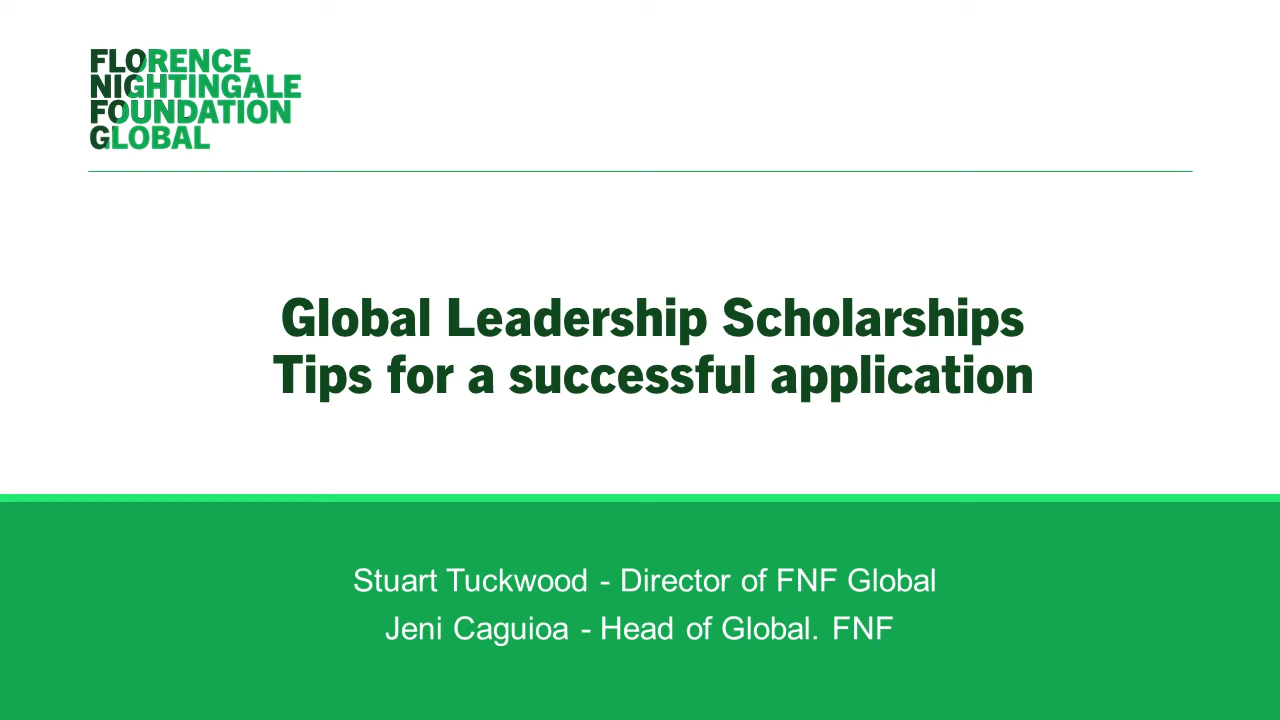 FLORENCE
NIGHTINGALE
FOUNDATION
GLOBAL
Global Leadership Scholarships
Tips for a successful application
Stuart Tuckwood - Director of FNF Global
Jeni Caguioa - Head of Global. FNF